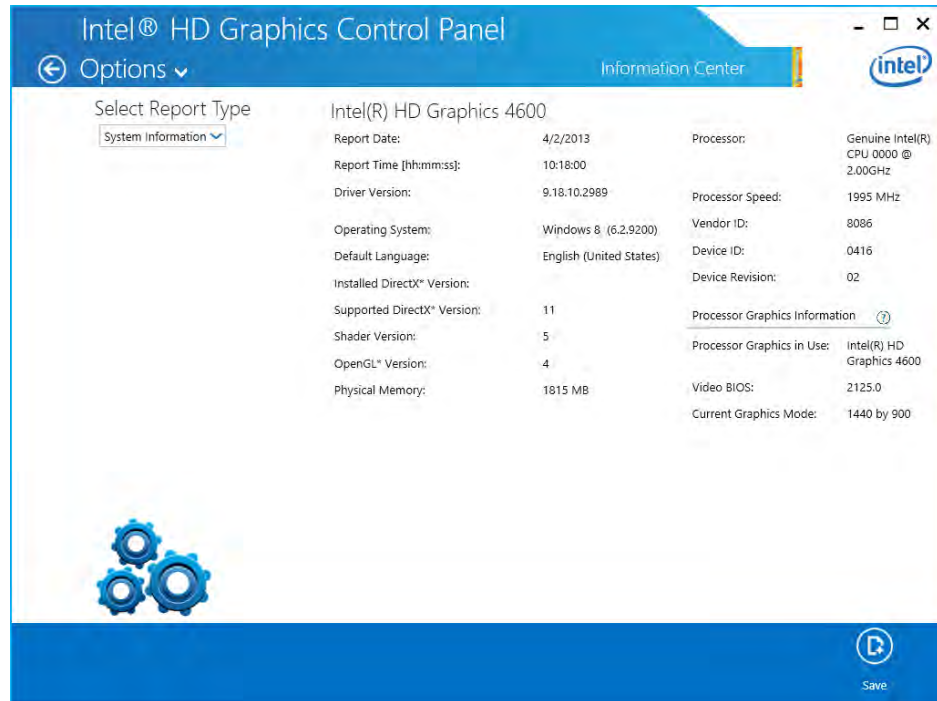 Intel® HD Graphics Control Panel
Options
Information Center
intel
Select Report Type
System Information
Intel(R) HD Graphics 4600
Report Date: 4/2/2013
Report Time [hh:mm:ss]: 10:18:00
Driver Version: 9.18.10.2989
Operating System: Windows 8 (6.2.9200)
Default Language: English (United States)
Installed DirectX* Version:
Supported DirectX* Version: 11
Shader Version: 5
OpenGL* Version: 4
Physical Memory: 1815 MB
Processor: Genuine Intel(R)
CPU 0000 @
2.00GHz
Processor Speed: 1995 MHz
Vendor ID: 8086
Device ID: 0416
Device Revision: 02
Processor Graphics Information ?
Processor Graphics in Use: Intel(R) HD
Graphics 4600
Video BIOS: 2125.0
Current Graphics Mode: 1440 by 900
Save